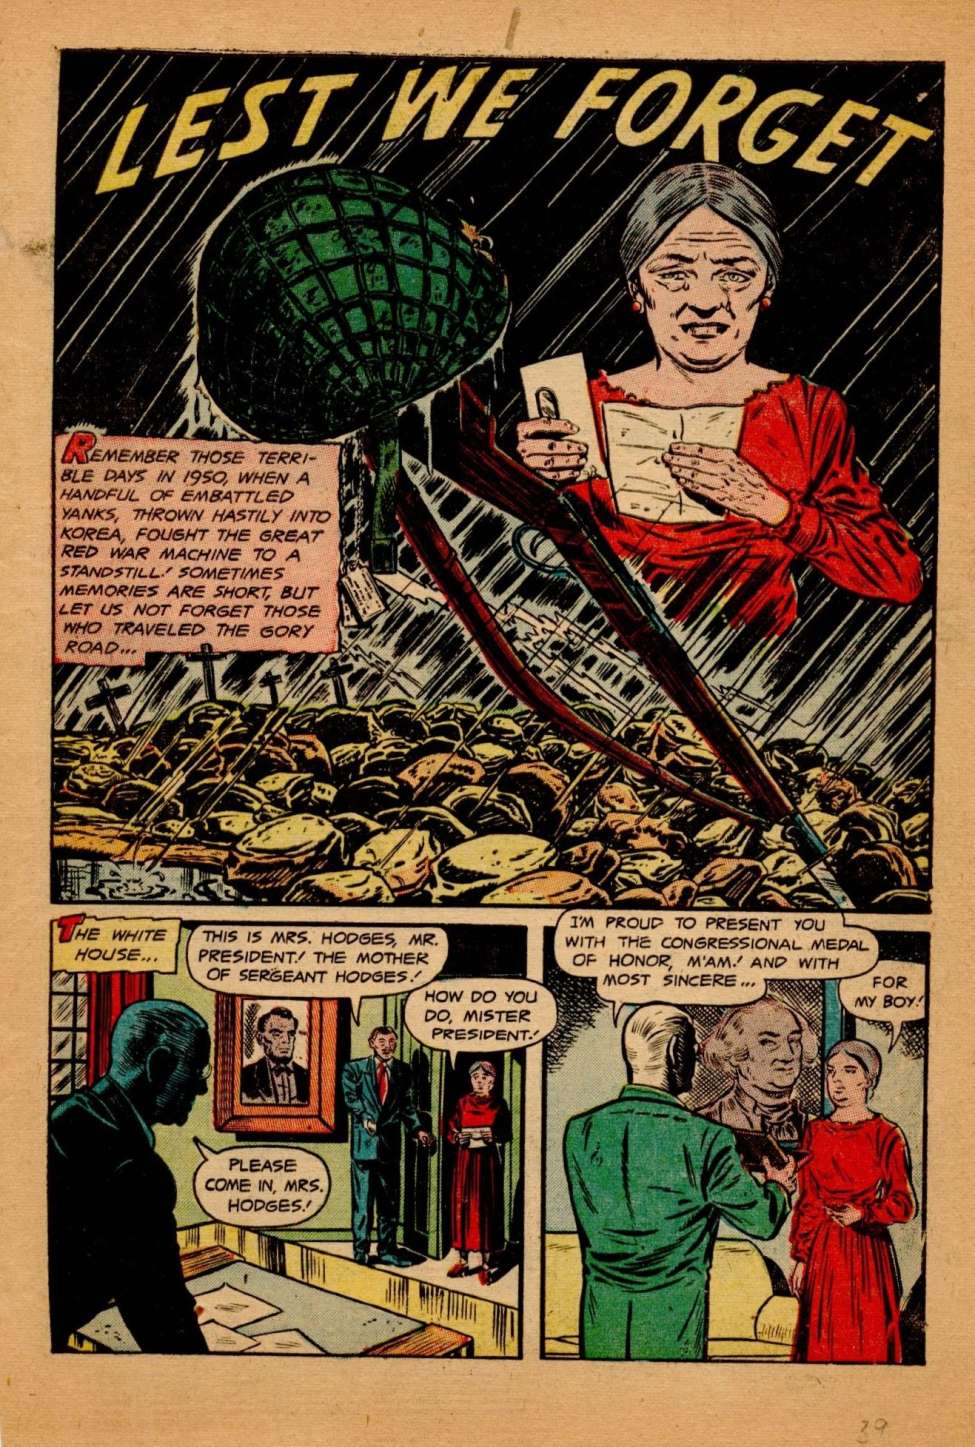 LEST WE FORGET
REMEMBER THOSE TERRI-
BLE DAYS IN 1950, WHEN A
HANDFUL OF EMBATTLED
YANKS, THROWN HASTILY INTO
KOREA, FOUGHT THE GREAT
RED WAR MACHINE TO A
STANDSTILL! SOMETIMES
MEMORIES ARE SHORT, BUT
LET US NOT FORGET THOSE
WHO TRAVELED THE GORY
ROAD...
THE WHITE
HOUSE...
THIS IS MRS. HODGES, MR.
PRESIDENT! THE MOTHER
OF SERGEANT HODGES!
HOW DO YOU
DO, MISTER
PRESIDENT!
PLEASE
COME IN, MRS.
HODGES!
I'M PROUD TO PRESENT YOU
WITH THE CONGRESSIONAL MEDAL
OF HONOR, M'AM! AND WITH
MOST SINCERE...
FOR
MY BOY!
39